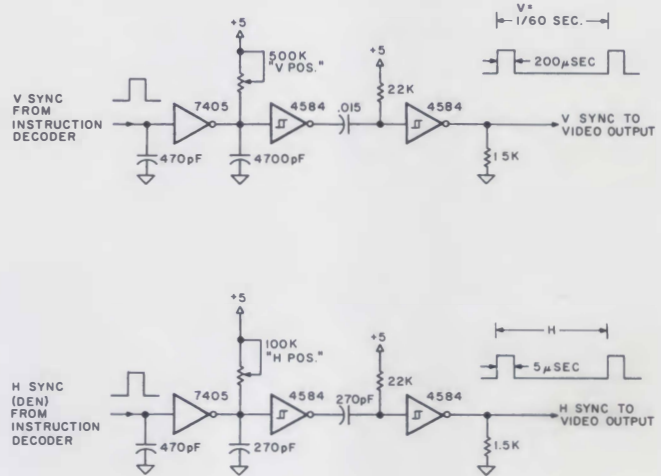 V SYNC
FROM
INSTRUCTION
DECODER
470pF
7405
+5
500K
"V POS."
4700pF
4584
.015
+5
22K
4584
1.5K
V SYNC TO
VIDEO OUTPUT
V=
1/60 SEC.
200µSEC
H SYNC
(DEN)
FROM
INSTRUCTION
DECODER
470pF
7405
+5
100K
"H POS."
270pF
4584
270pF
+5
22K
4584
1.5K
H SYNC TO
VIDEO OUTPUT
H
5µSEC